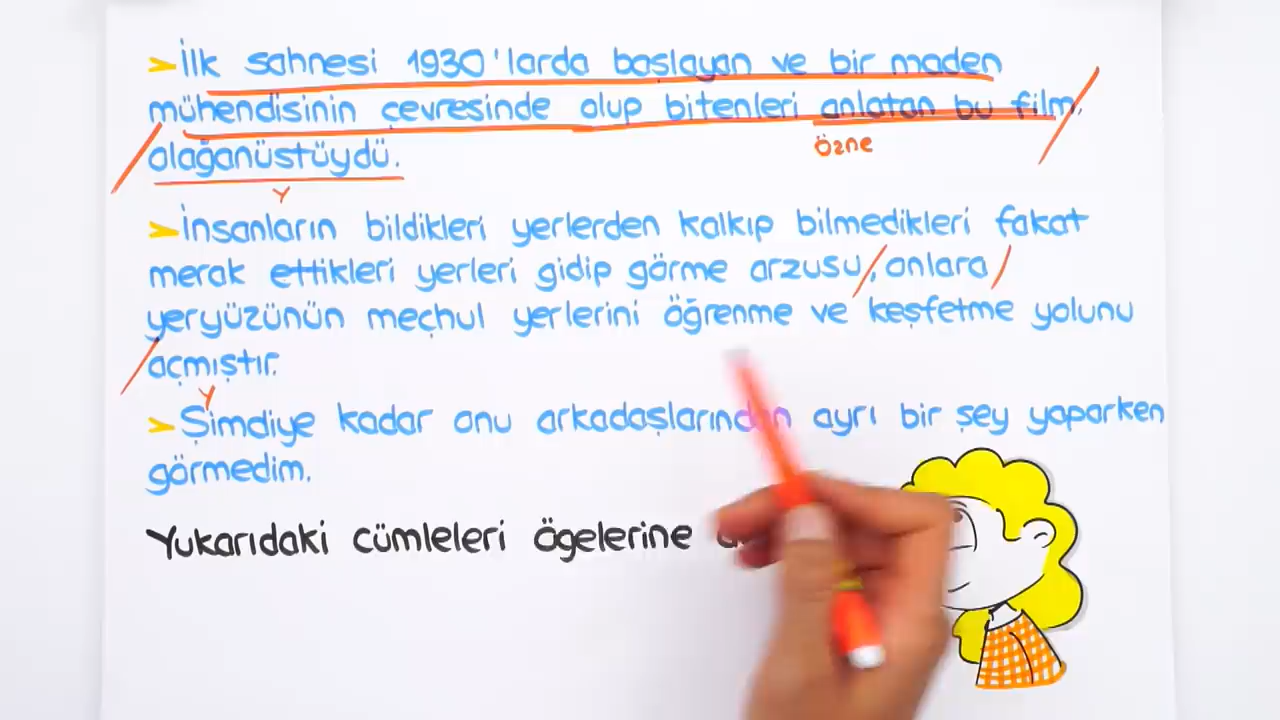 ➢İlk sahnesi 1930'larda başlayan ve bir maden
mühendisinin çevresinde olup bitenleri anlatan bu film,
Özne
olağanüstüydü.
Y
➢İnsanların bildikleri yerlerden kalkıp bilmedikleri fakat
merak ettikleri yerleri gidip görme arzusu, onlara
yeryüzünün meçhul yerlerini öğrenme ve keşfetme yolunu
açmıştır.
Y
➢Şimdiye kadar onu arkadaşlarından ayrı bir şey yaparken
görmedim.
Yukarıdaki cümleleri ögelerine